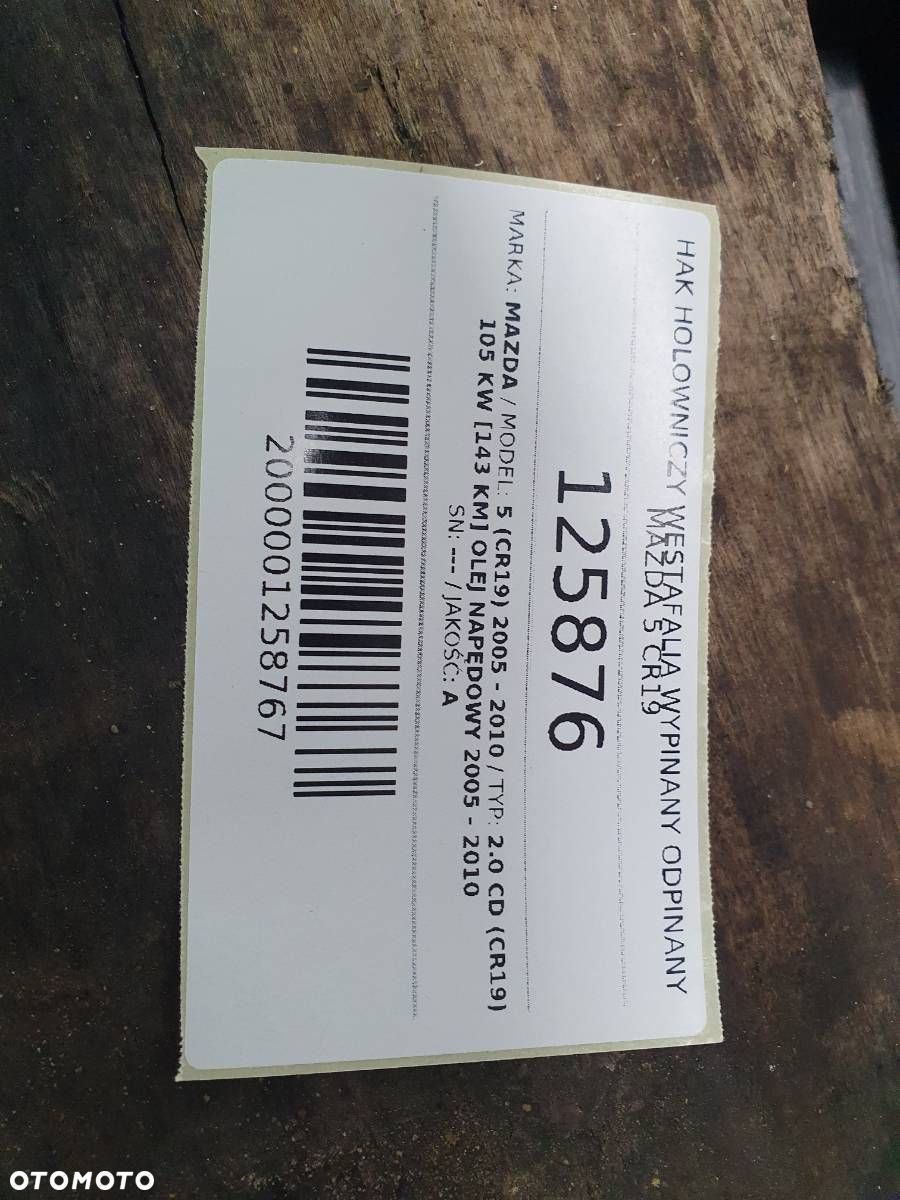 HAK HOLOWNICZY WESTAFALIA WYPINANY ODPINANY
MAZDA 5 CR19
125876
MARKA: MAZDA / MODEL: 5 (CR19) 2005 - 2010 / TYP: 2.0 CD (CR19)
105 KW [143 KM] OLEJ NAPĘDOWY 2005 - 2010
SN: --- / JAKOŚĆ: A
2000001258767
OTOMOTO